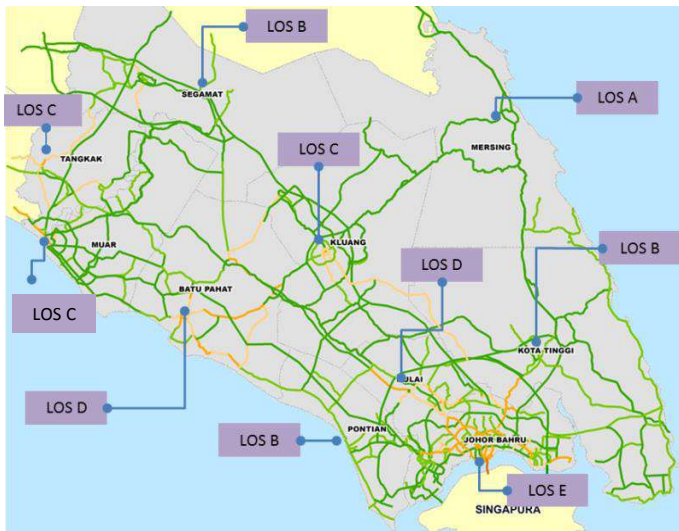 LOS B
SEGAMAT
LOS A
LOS C
TANGKAK
LOS C
MERSING
MUAR
KLUANG
LOS B
LOS D
BATU PAHAT
LOS C
KOTA TINGGI
ULAI
LOS D
PONTIAN
LOS B
JOHOR BAHRU
LOS E
SINGAPURA